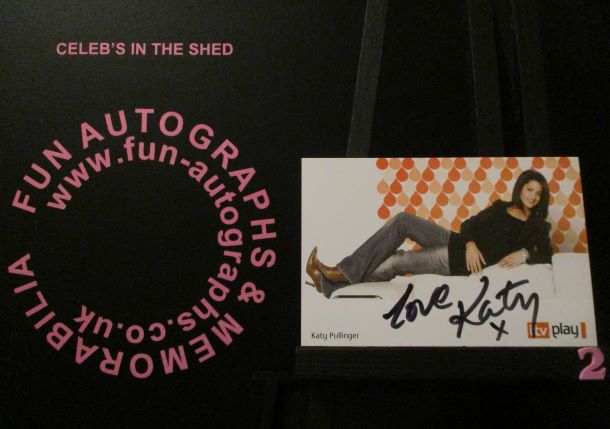 CELEB'S IN THE SHED
FUN AUTOGRAPHS & MEMORABILIA
www.fun-autographs.co.uk
Love Katy x
Katy Pullinger
itv play
2